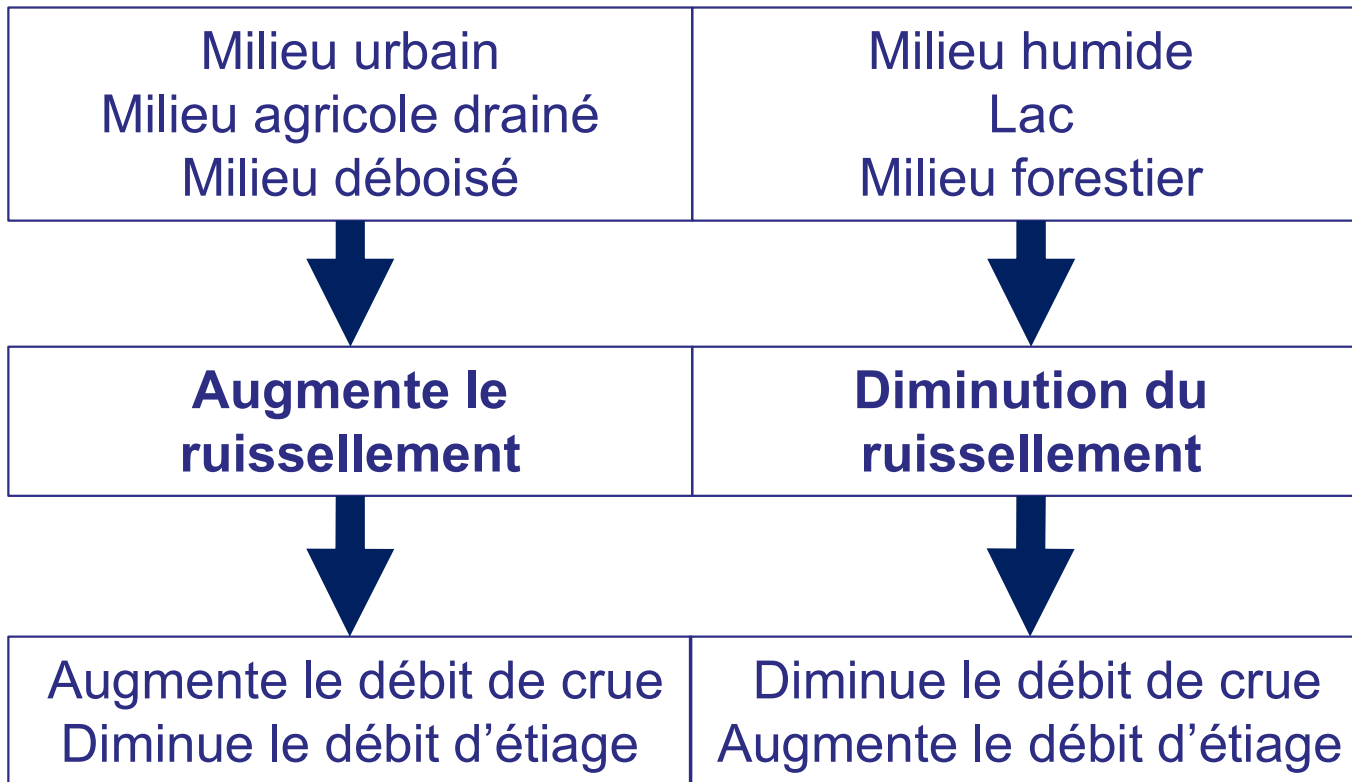 Milieu urbain
Milieu agricole drainé
Milieu déboisé
Milieu humide
Lac
Milieu forestier
Augmente le
ruissellement
Diminution du
ruissellement
Augmente le débit de crue
Diminue le débit d’étiage
Diminue le débit de crue
Augmente le débit d’étiage